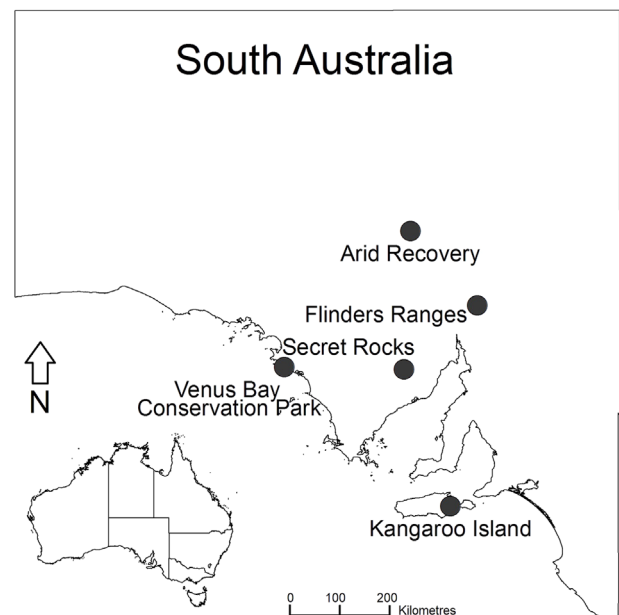 South Australia
Arid Recovery
Flinders Ranges
Secret Rocks
Venus Bay
Conservation Park
N
Kangaroo Island
0 100 200
Kilometres